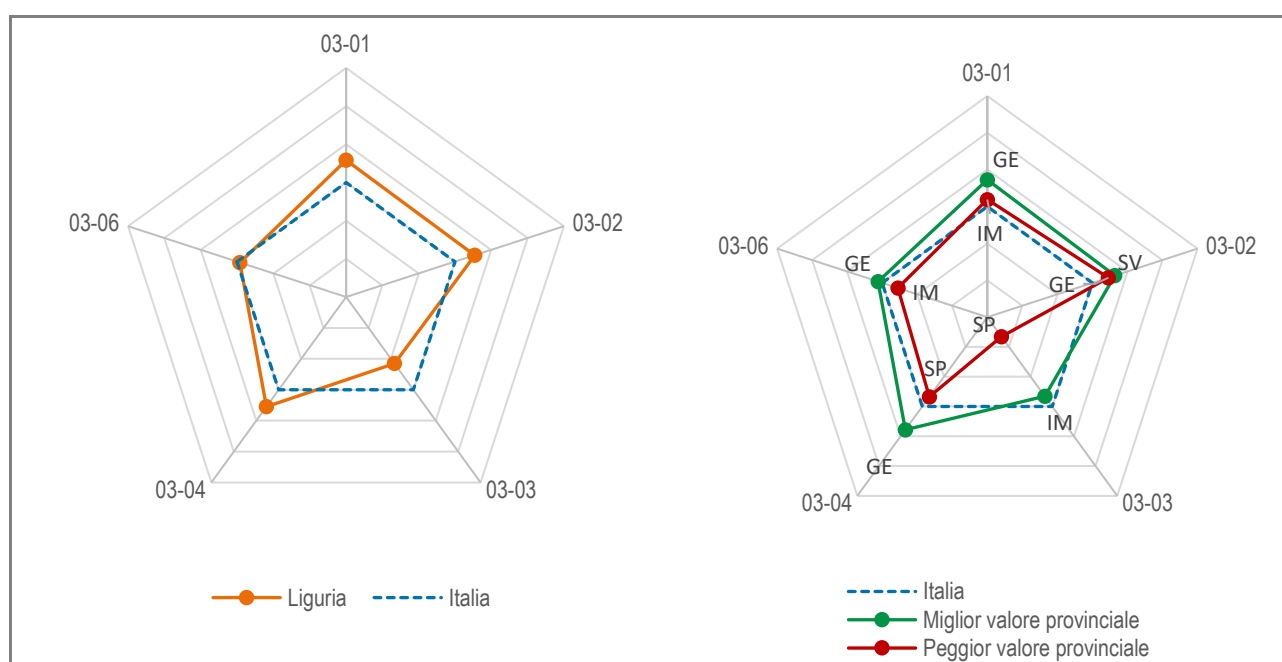 03-01
03-06
03-02
03-04
03-03
Liguria
Italia
03-01
GE
IM
03-06
GE
IM
SV
GE
03-02
SP
SP
IM
GE
03-04
03-03
Italia
Miglior valore provinciale
Peggior valore provinciale